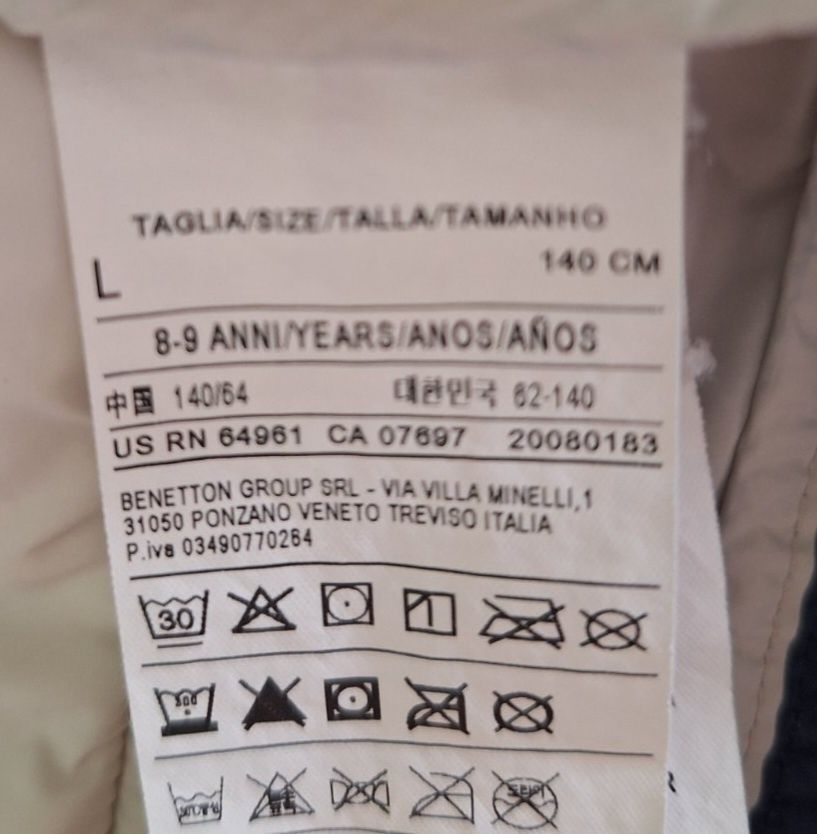 TAGLIA/SIZE/TALLA/TAMANHO
L 140 CM
8-9 ANNI/YEARS/ANOS/AÑOS
中国 140/64 대한민국 62-140
US RN 64961 CA 07697 20080183
BENETTON GROUP SRL - VIA VILLA MINELLI,1
31050 PONZANO VENETO TREVISO ITALIA
P.iva 03490770264
30
R